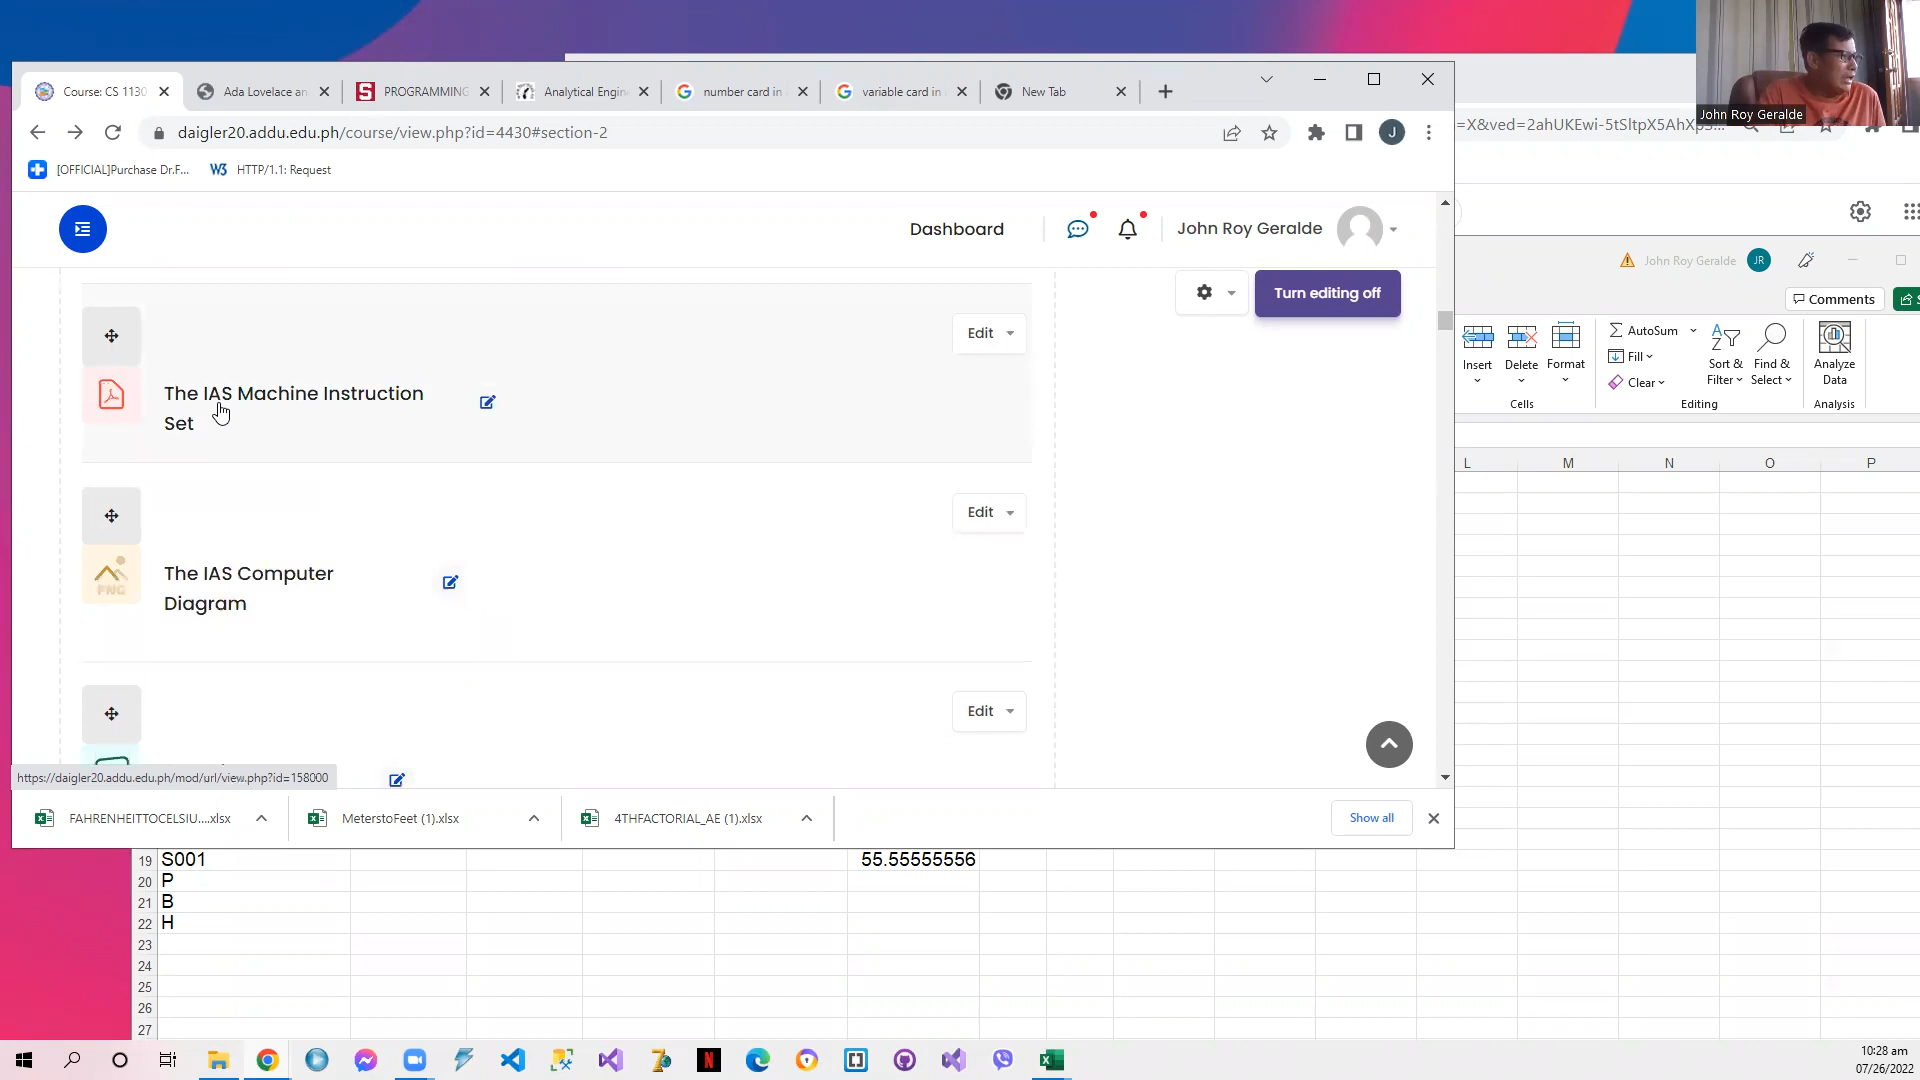 Course: CS 1130
Ada Lovelace an
PROGRAMMING
Analytical Engin
number card in
variable card in
New Tab
daigler20.addu.edu.ph/course/view.php?id=4430#section-2
[OFFICIAL]Purchase Dr.F...
W3 HTTP/1.1: Request
John Roy Geralde
=X&ved=2ahUKEwi-5tSltpX5AhXpS...
Dashboard
John Roy Geralde
Turn editing off
Edit
The IAS Machine Instruction
Set
Edit
PNG
The IAS Computer
Diagram
Edit
https://daigler20.addu.edu.ph/mod/url/view.php?id=158000
FAHRENHEITTOCELSIU....xlsx
MeterstoFeet (1).xlsx
4THFACTORIAL_AE (1).xlsx
Show all
John Roy Geralde
JR
Comments
Insert
Delete
Format
Cells
AutoSum
Fill
Clear
Sort &
Filter
Find &
Select
Editing
Analyze
Data
Analysis
L M N O P
19 S001 55.55555556
20 P
21 B
22 H
23
24
25
26
27
10:28 am
07/26/2022